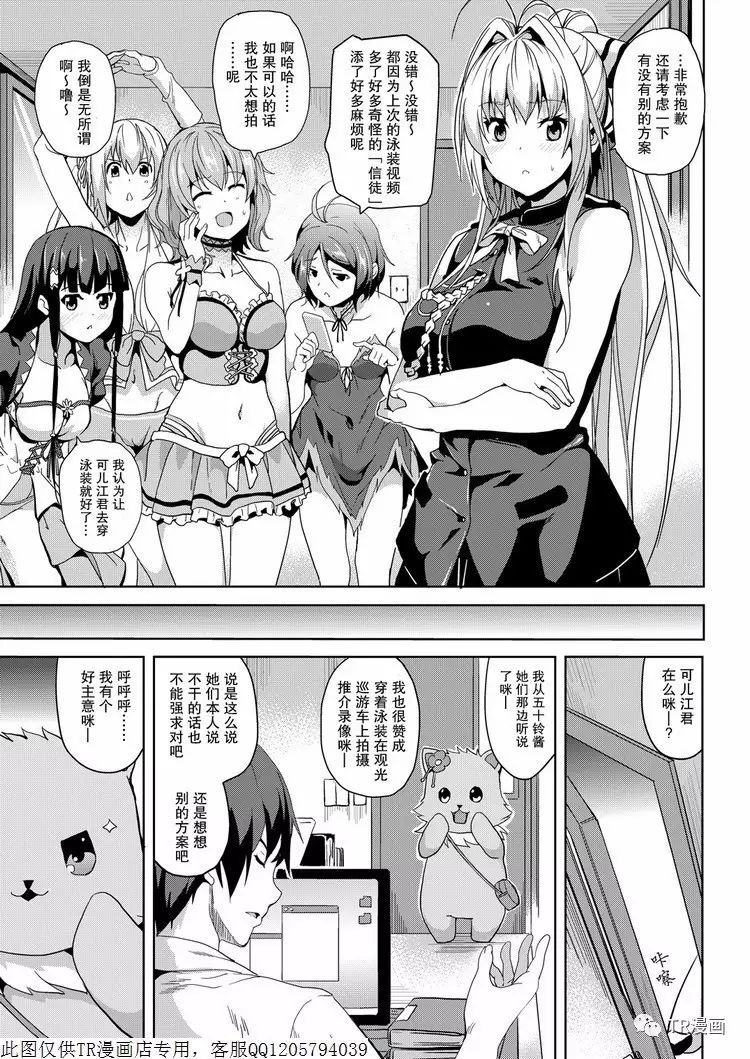 …非常抱歉
还请考虑一下
有没有别的方案
没错～没错～
都因为上次的泳装视频
多了好多奇怪的「信徒」
添了好多麻烦呢
啊哈哈……
如果可以的话
我也不太想拍
……呢
我倒是无所谓
啊～噜～
我认为让
可儿江君去穿
泳装就好了…
可儿江君
在么咪—？
我从五十铃酱
她们那边听说
了咪—
我也很赞成
穿着泳装在观光
巡游车上拍摄
推介录像咪—
说是这么说
她们本人说
不干的话也
不能强求对吧
还是想想
别的方案吧
呼呼呼……
我有个
好主意咪—
咔嚓
TR漫画
此图仅供TR漫画店专用，客服QQ1205794039